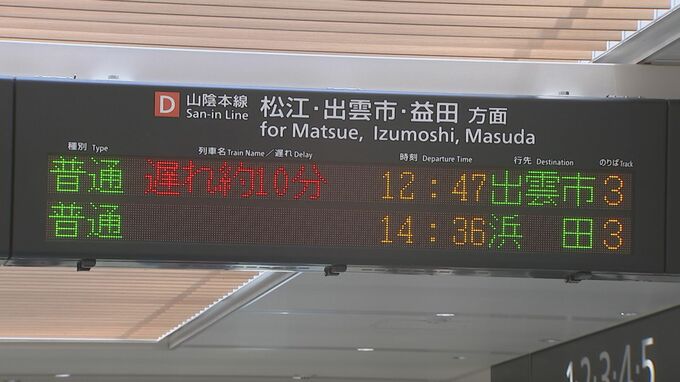 D 山陰本線 松江・出雲市・益田 方面
San-in Line for Matsue, Izumoshi, Masuda
種別 Type 列車名 Train Name／遅れ Delay 時刻 Departure Time 行先 Destination のりば Track
普通 遅れ約10分 12:47 出雲市 3
普通 14:36 浜田 3
1・2・3・4・5